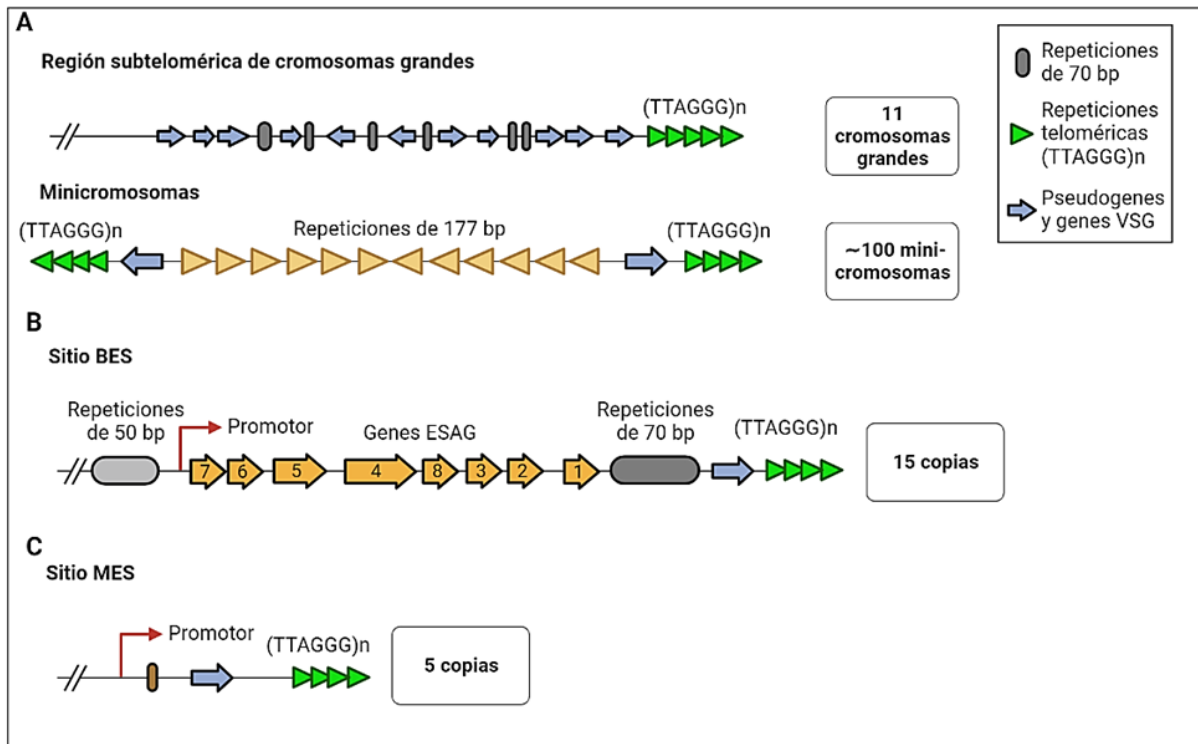 A
Región subtelomérica de cromosomas grandes
(TTAGGG)n
11
cromosomas
grandes
Repeticiones
de 70 bp
Repeticiones
teloméricas
(TTAGGG)n
Pseudogenes
y genes VSG
Minicromosomas
(TTAGGG)n
Repeticiones de 177 bp
(TTAGGG)n
~100 mini-
cromosomas
B
Sitio BES
Repeticiones
de 50 bp
Promotor
Genes ESAG
Repeticiones
de 70 bp
(TTAGGG)n
7 6 5 4 8 3 2 1
15 copias
C
Sitio MES
Promotor
(TTAGGG)n
5 copias